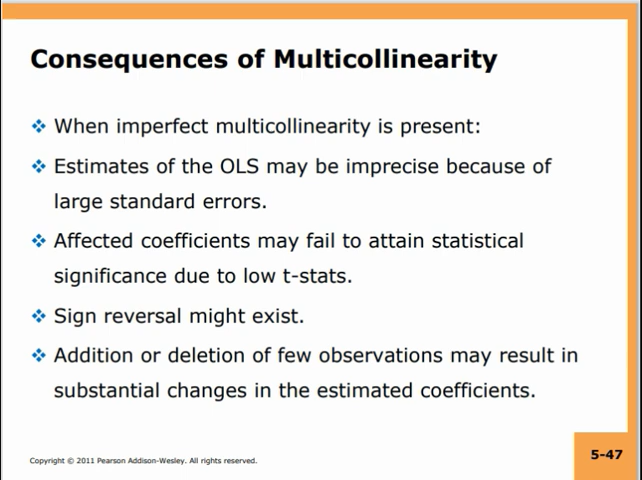 Consequences of Multicollinearity
❖ When imperfect multicollinearity is present:
❖ Estimates of the OLS may be imprecise because of
large standard errors.
❖ Affected coefficients may fail to attain statistical
significance due to low t-stats.
❖ Sign reversal might exist.
❖ Addition or deletion of few observations may result in
substantial changes in the estimated coefficients.
Copyright © 2011 Pearson Addison-Wesley. All rights reserved.
5-47